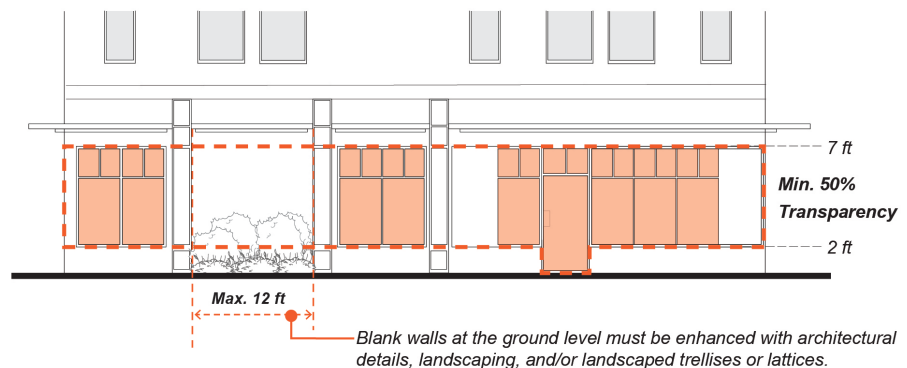 7 ft
Min. 50%
Transparency
2 ft
Max. 12 ft
Blank walls at the ground level must be enhanced with architectural
details, landscaping, and/or landscaped trellises or lattices.